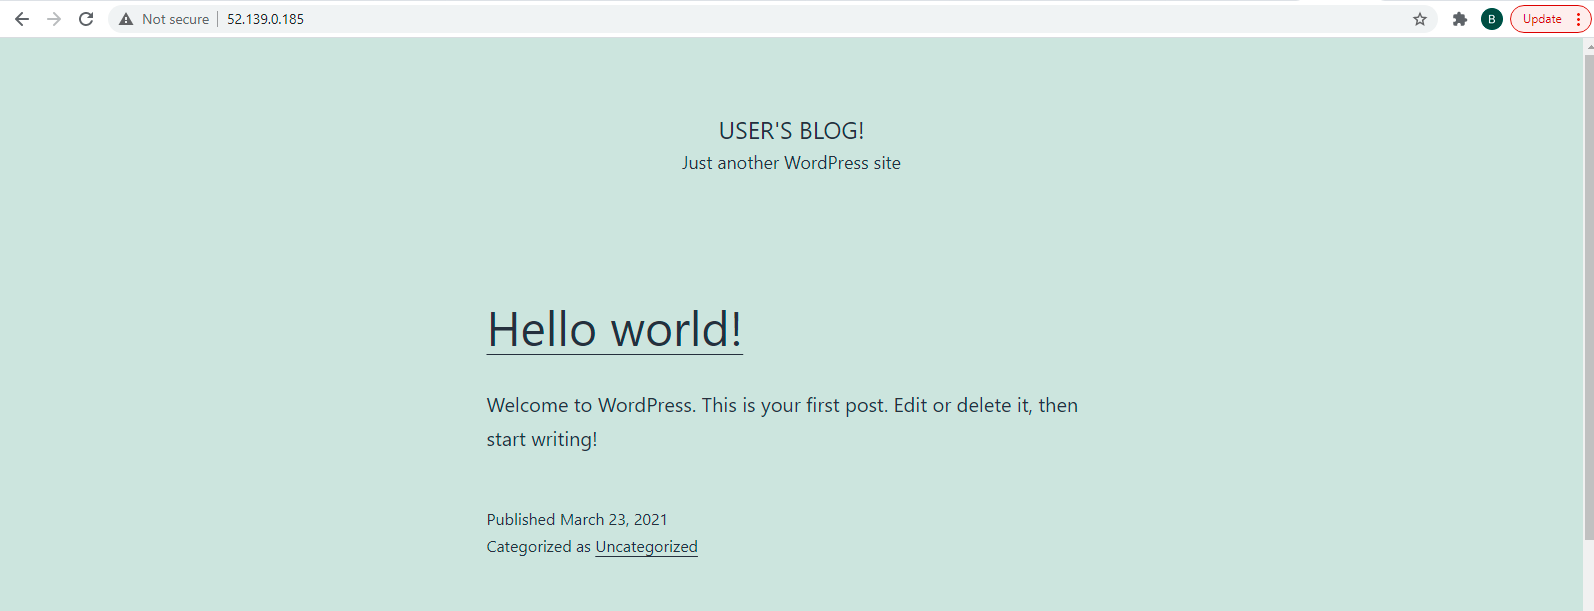 Not secure 52.139.0.185 B Update
USER'S BLOG!
Just another WordPress site
Hello world!
Welcome to WordPress. This is your first post. Edit or delete it, then
start writing!
Published March 23, 2021
Categorized as Uncategorized